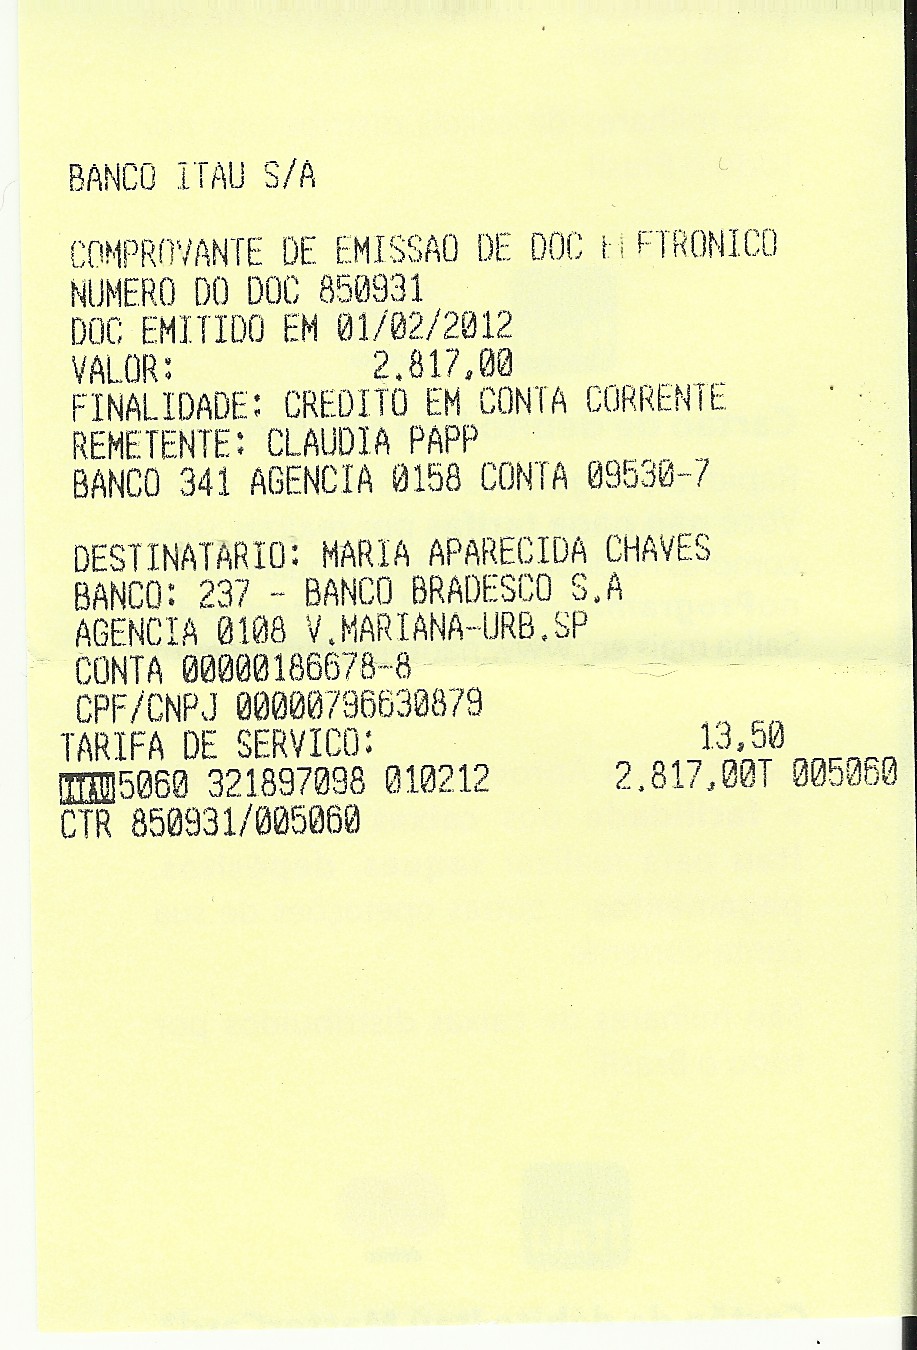 BANCO ITAU S/A
COMPROVANTE DE EMISSAO DE DOC
NUMERO DO DOC 850931
DOC EMITIDO EM 01/02/2012
VALOR: 2.817,00
FINALIDADE: CREDITO EM CONTA CORRENTE
REMETENTE: CLAUDIA PAPP
BANCO 341 AGENCIA 0158 CONTA 09530-7
DESTINATARIO: MARIA APARECIDA CHAVES
BANCO: 237 - BANCO BRADESCO S.A
AGENCIA 0108 V.MARIANA-URB.SP
CONTA 00000186678-8
CPF/CNPJ 00000796630879
TARIFA DE SERVICO: 13,50
ITAU5060 321897098 010212 2.817,00T 005060
CTR 850931/005060